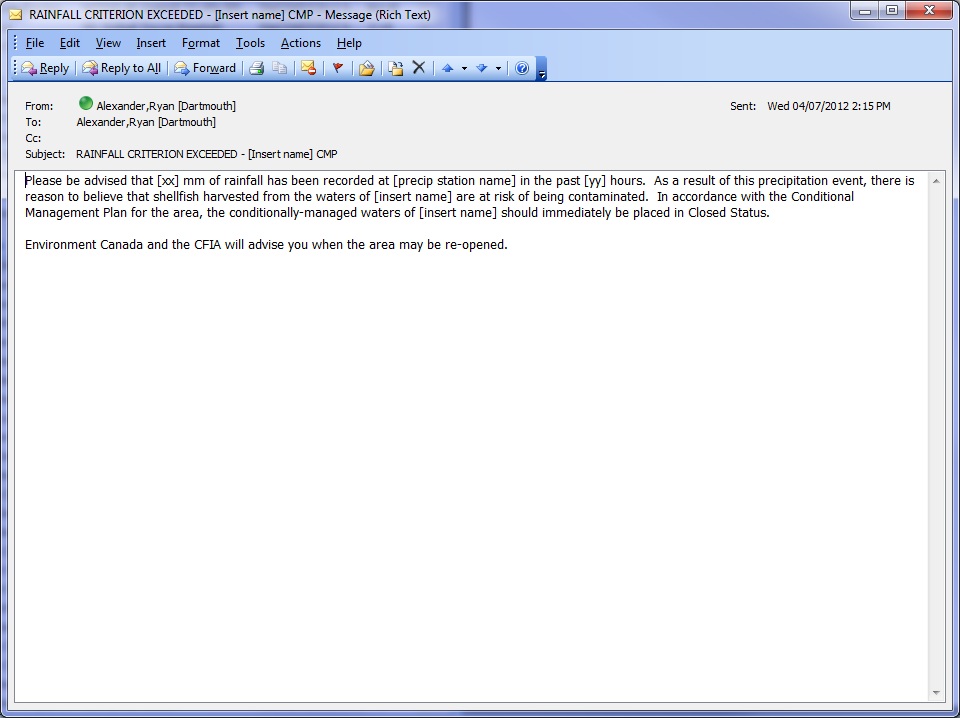 RAINFALL CRITERION EXCEEDED - [Insert name] CMP - Message (Rich Text)
File Edit View Insert Format Tools Actions Help
Reply Reply to All Forward
From: Alexander,Ryan [Dartmouth] Sent: Wed 04/07/2012 2:15 PM
To: Alexander,Ryan [Dartmouth]
Cc:
Subject: RAINFALL CRITERION EXCEEDED - [Insert name] CMP
Please be advised that [xx] mm of rainfall has been recorded at [precip station name] in the past [yy] hours.  As a result of this precipitation event, there is
reason to believe that shellfish harvested from the waters of [insert name] are at risk of being contaminated.  In accordance with the Conditional
Management Plan for the area, the conditionally-managed waters of [insert name] should immediately be placed in Closed Status.
Environment Canada and the CFIA will advise you when the area may be re-opened.